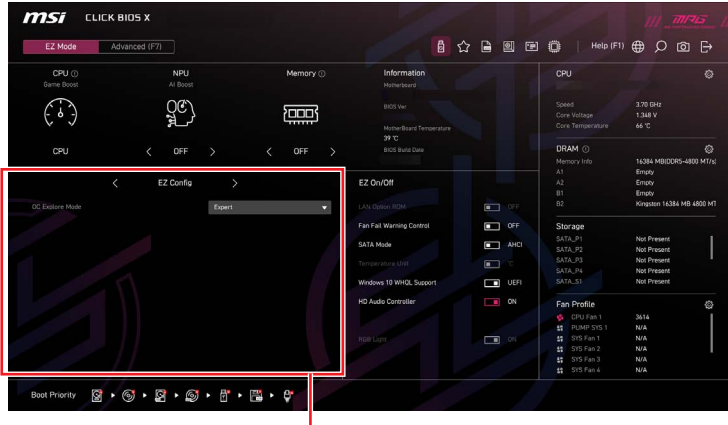 msi CLICK BIOS X
EZ Mode Advanced (F7) Help (F1)
CPU
Game Boost
NPU
AI Boost
Memory
CPU
OFF
OFF
Information
Motherboard
BIOS Ver
MotherBoard Temperature
39 °C
BIOS Build Date
CPU
Speed 3.70 GHz
Core Voltage 1.348 V
Core Temperature 66 °C
DRAM
Memory Info 16384 MB(DDR5-4800 MT/s)
A1 Empty
A2 Empty
B1 Empty
B2 Kingston 16384 MB 4800 MT
EZ Config
OC Explore Mode Expert
EZ On/Off
LAN Option ROM OFF
Fan Fail Warning Control OFF
SATA Mode AHCI
Temperature Unit °C
Windows 10 WHQL Support UEFI
HD Audio Controller ON
RGB Light ON
Storage
SATA_P1 Not Present
SATA_P2 Not Present
SATA_P3 Not Present
SATA_P4 Not Present
SATA_S1 Not Present
Fan Profile
CPU Fan 1 3614
PUMP SYS 1 N/A
SYS Fan 1 N/A
SYS Fan 2 N/A
SYS Fan 3 N/A
SYS Fan 4 N/A
Boot Priority